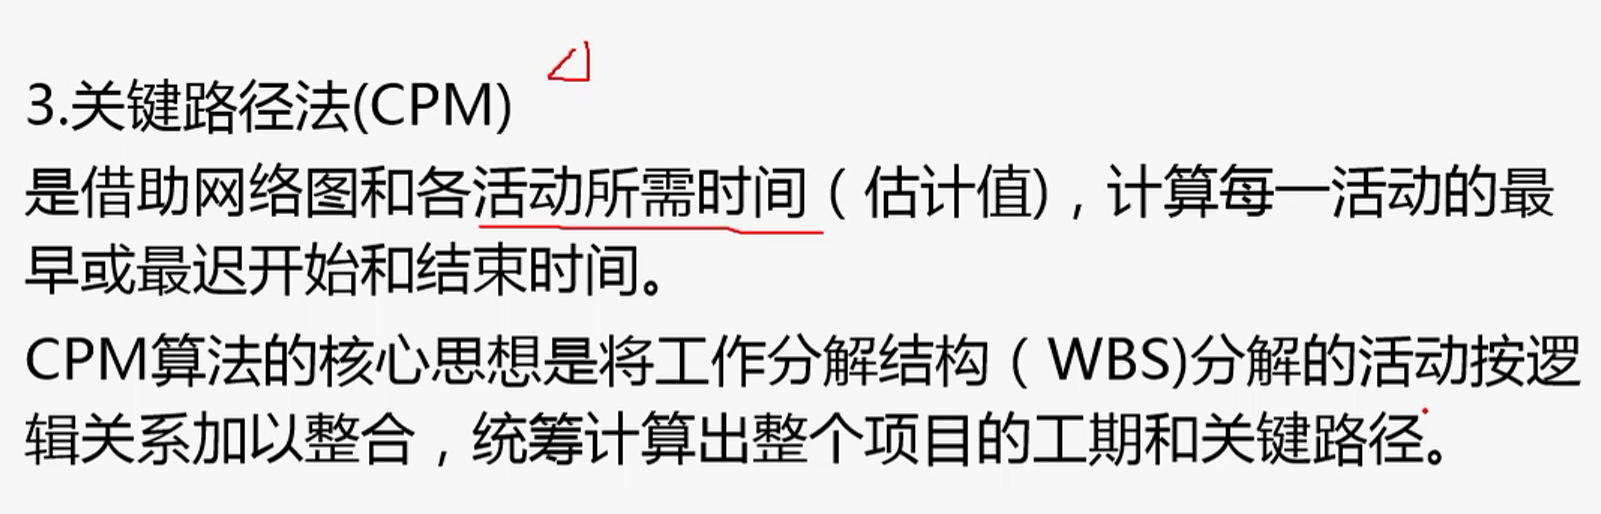 3.关键路径法(CPM)
是借助网络图和各活动所需时间（估计值)，计算每一活动的最
早或最迟开始和结束时间。
CPM算法的核心思想是将工作分解结构（WBS)分解的活动按逻
辑关系加以整合，统筹计算出整个项目的工期和关键路径。